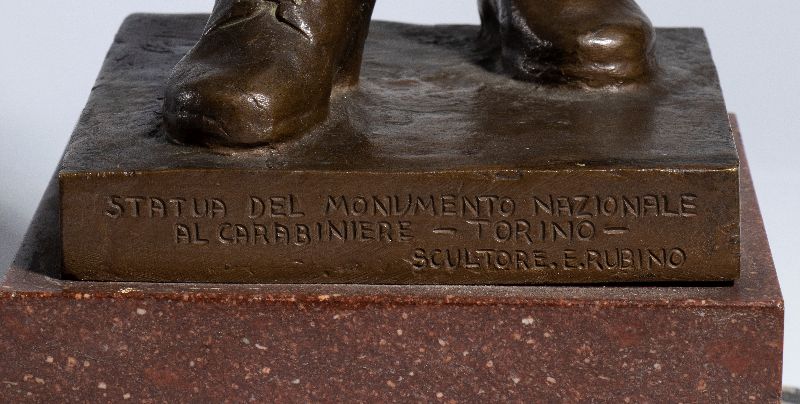 STATUA DEL MONUMENTO NAZIONALE
AL CARABINIERE - TORINO -
SCULTORE. E. RUBINO